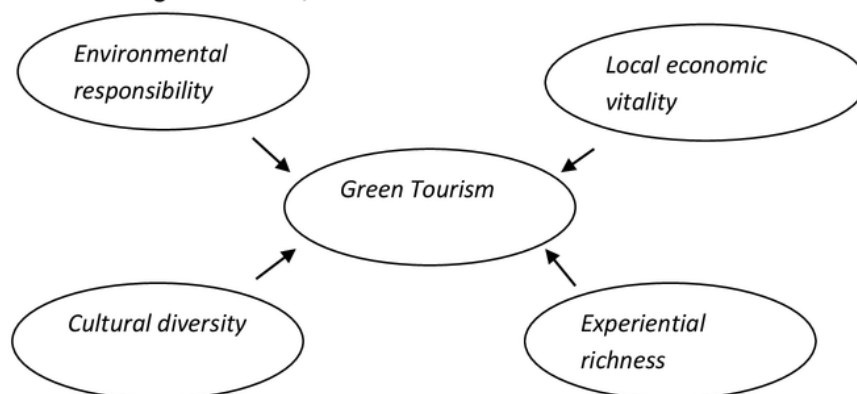 Environmental
responsibility
Local economic
vitality
Green Tourism
Cultural diversity
Experiential
richness